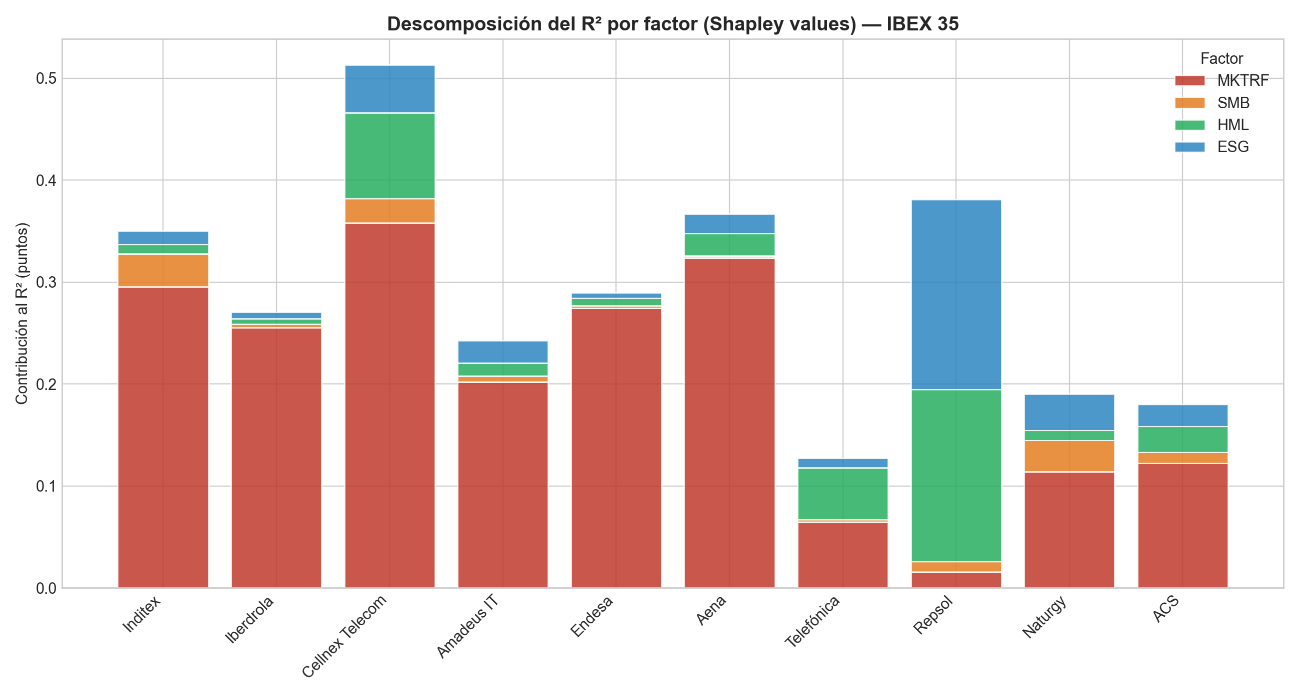 Descomposición del R² por factor (Shapley values) — IBEX 35
Factor
MKTRF
SMB
HML
ESG
Contribución al R² (puntos)
0.5
0.4
0.3
0.2
0.1
0.0
Inditex
Iberdrola
Cellnex Telecom
Amadeus IT
Endesa
Aena
Telefónica
Repsol
Naturgy
ACS